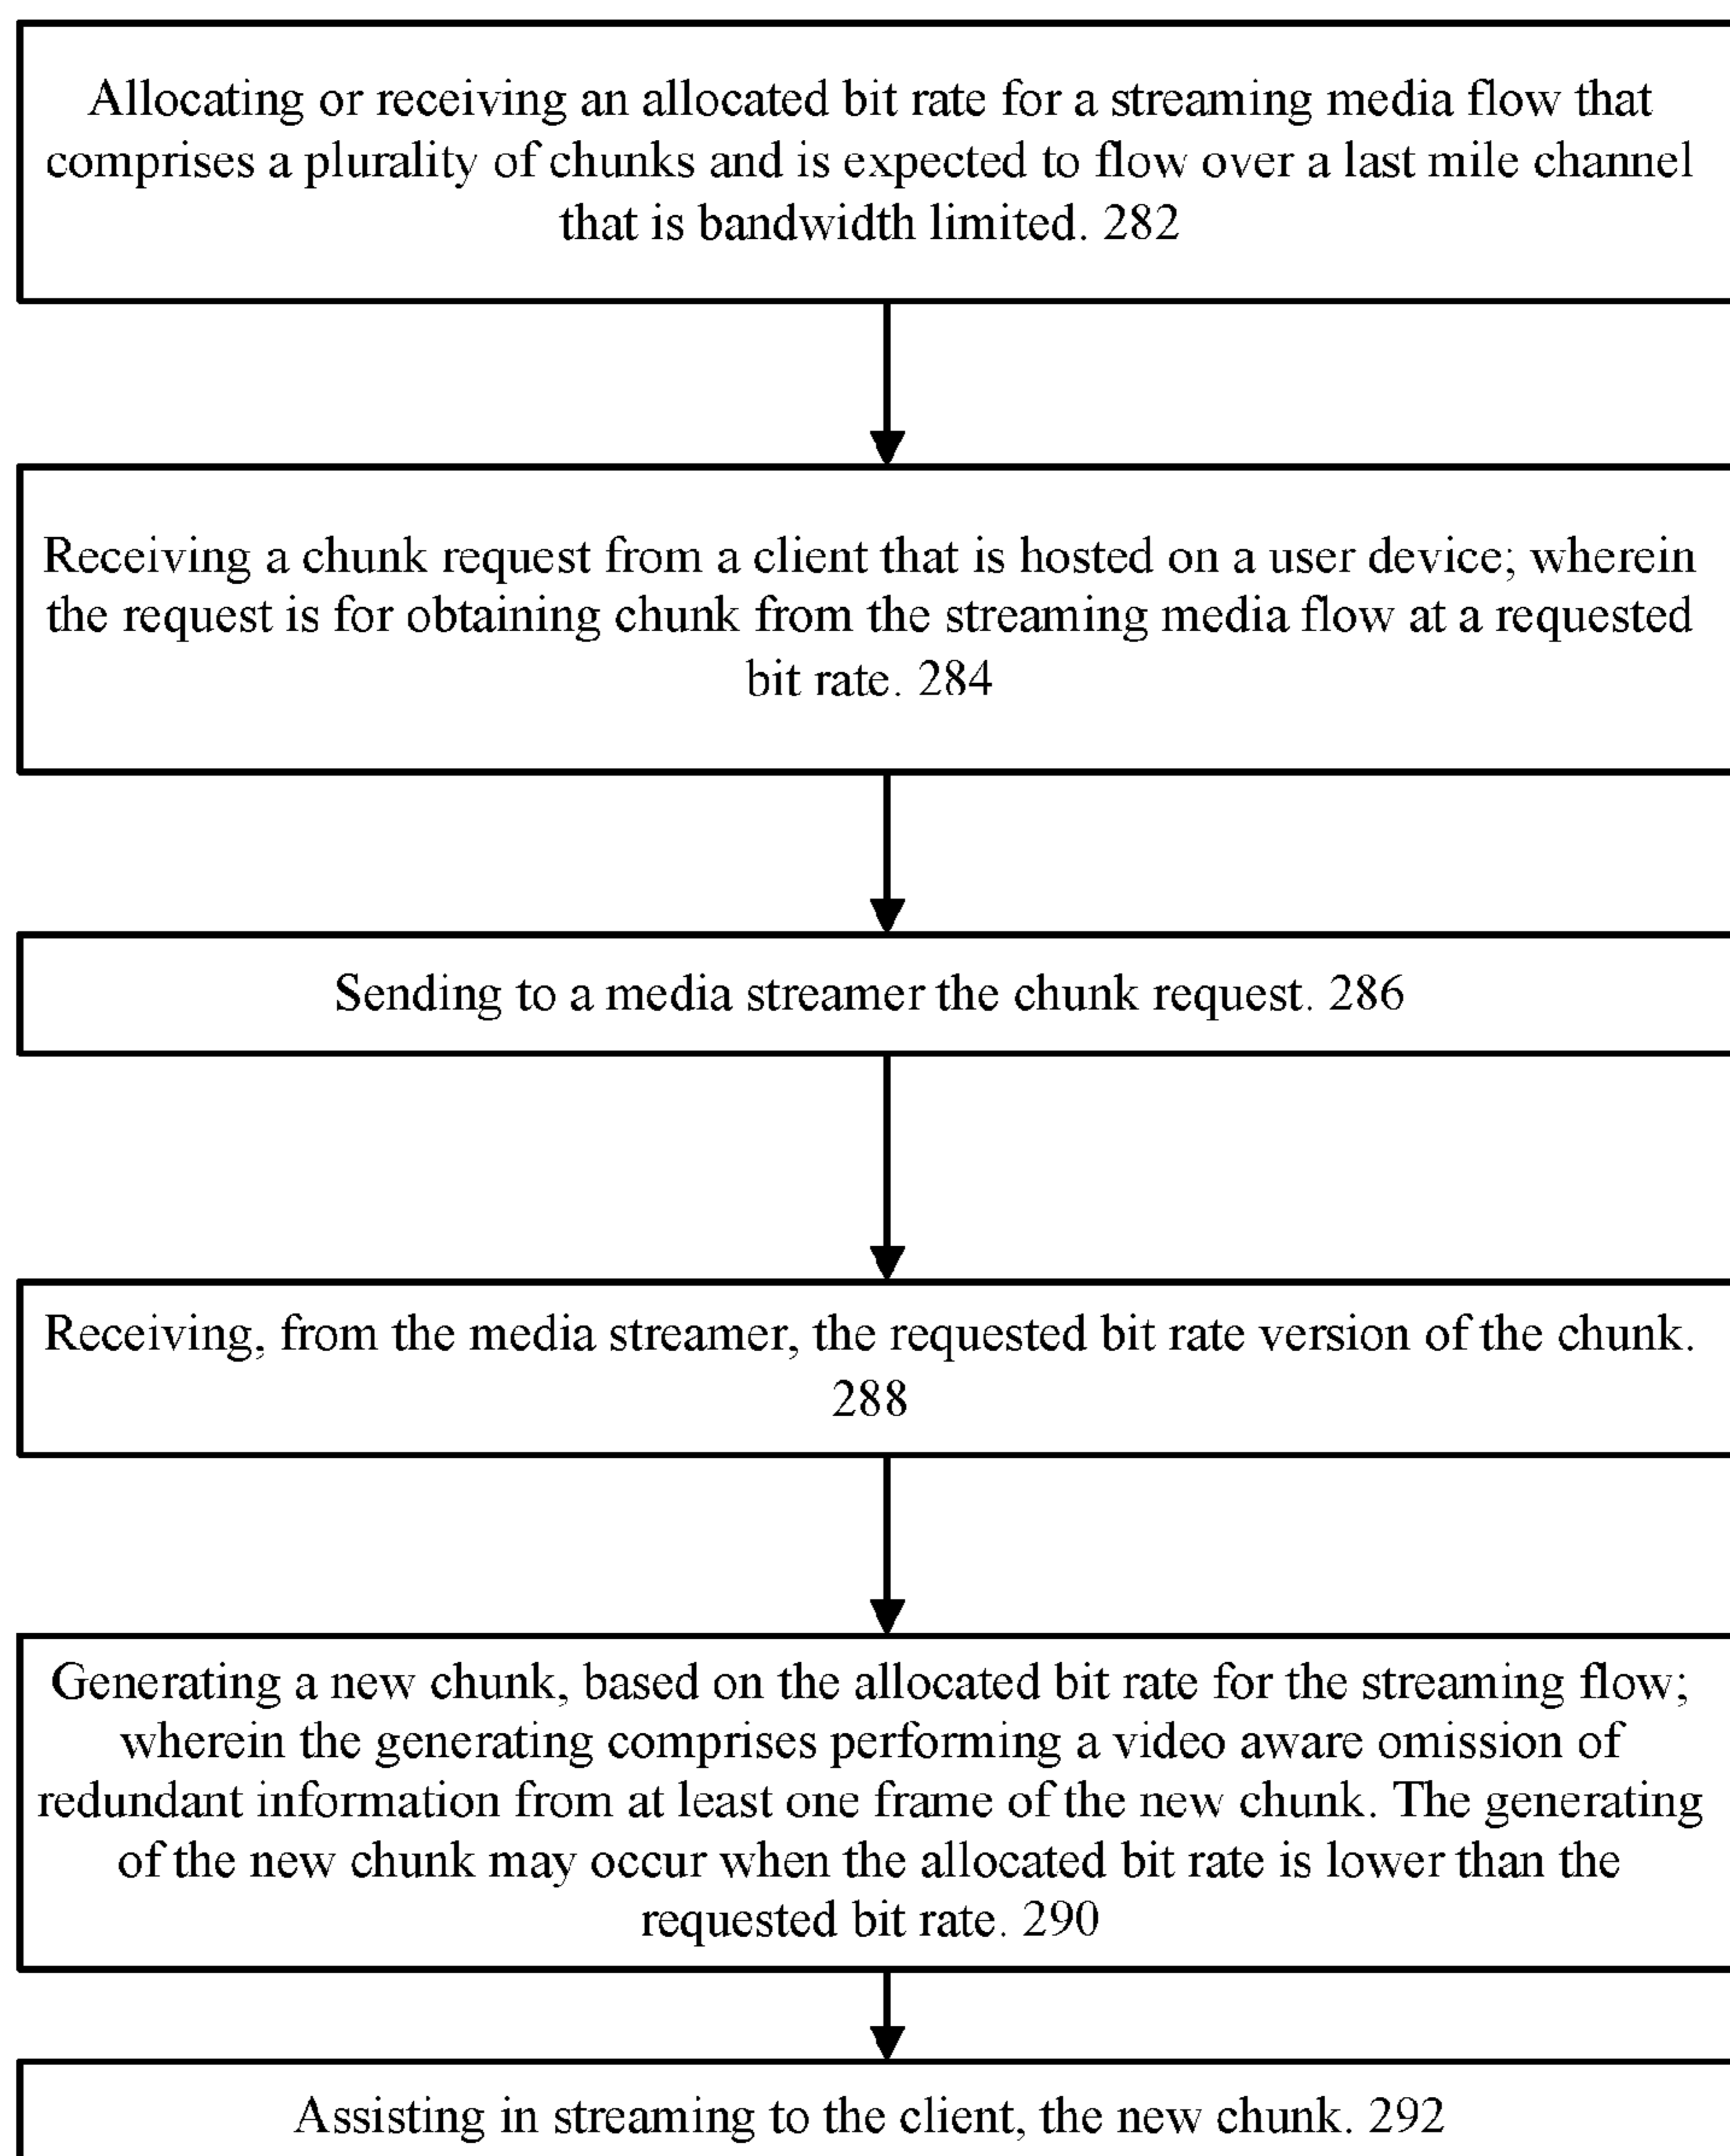 Allocating or receiving an allocated bit rate for a streaming media flow that
comprises a plurality of chunks and is expected to flow over a last mile channel
that is bandwidth limited. 282
Receiving a chunk request from a client that is hosted on a user device; wherein
the request is for obtaining chunk from the streaming media flow at a requested
bit rate. 284
Sending to a media streamer the chunk request. 286
Receiving, from the media streamer, the requested bit rate version of the chunk.
288
Generating a new chunk, based on the allocated bit rate for the streaming flow;
wherein the generating comprises performing a video aware omission of
redundant information from at least one frame of the new chunk. The generating
of the new chunk may occur when the allocated bit rate is lower than the
requested bit rate. 290
Assisting in streaming to the client, the new chunk. 292